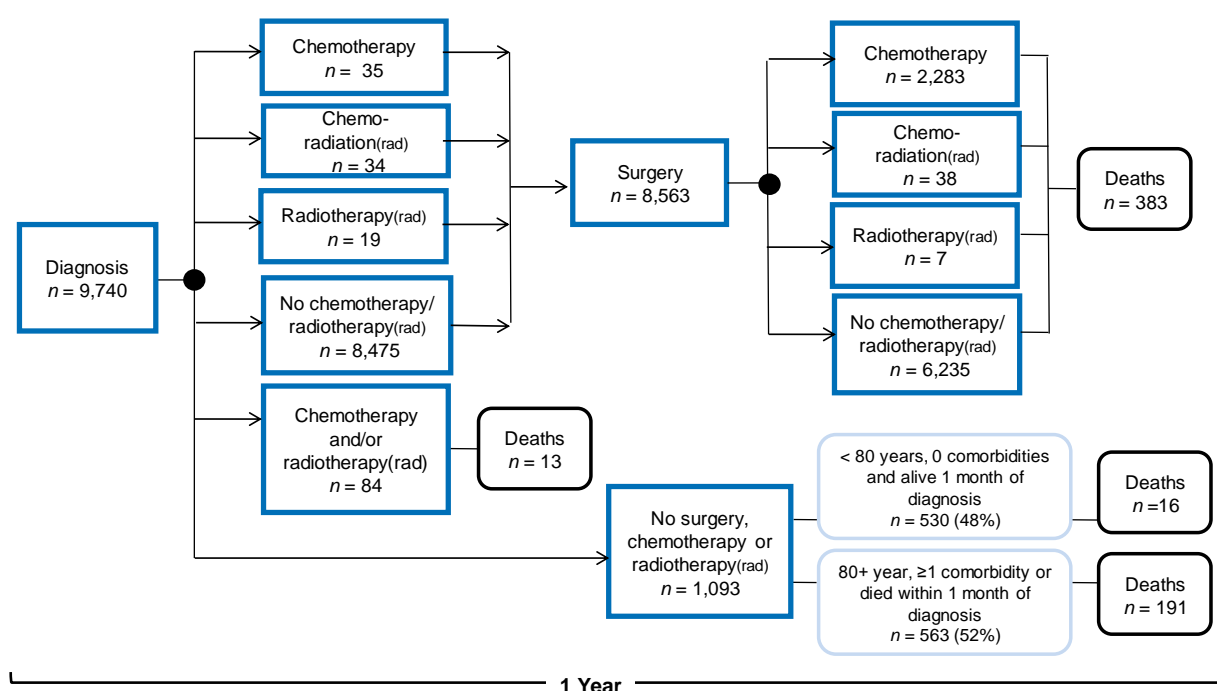 Diagnosis
n = 9,740
Chemotherapy
n =  35
Chemo-
radiation(rad)
n = 34
Radiotherapy(rad)
n = 19
No chemotherapy/
radiotherapy(rad)
n = 8,475
Chemotherapy
and/or
radiotherapy(rad)
n = 84
Deaths
n = 13
Surgery
n = 8,563
Chemotherapy
n = 2,283
Chemo-
radiation(rad)
n = 38
Radiotherapy(rad)
n = 7
No chemotherapy/
radiotherapy(rad)
n = 6,235
Deaths
n = 383
No surgery,
chemotherapy or
radiotherapy(rad)
n = 1,093
< 80 years, 0 comorbidities
and alive 1 month of
diagnosis
n = 530 (48%)
Deaths
n =16
80+ year, ≥1 comorbidity or
died within 1 month of
diagnosis
n = 563 (52%)
Deaths
n = 191
1 Year